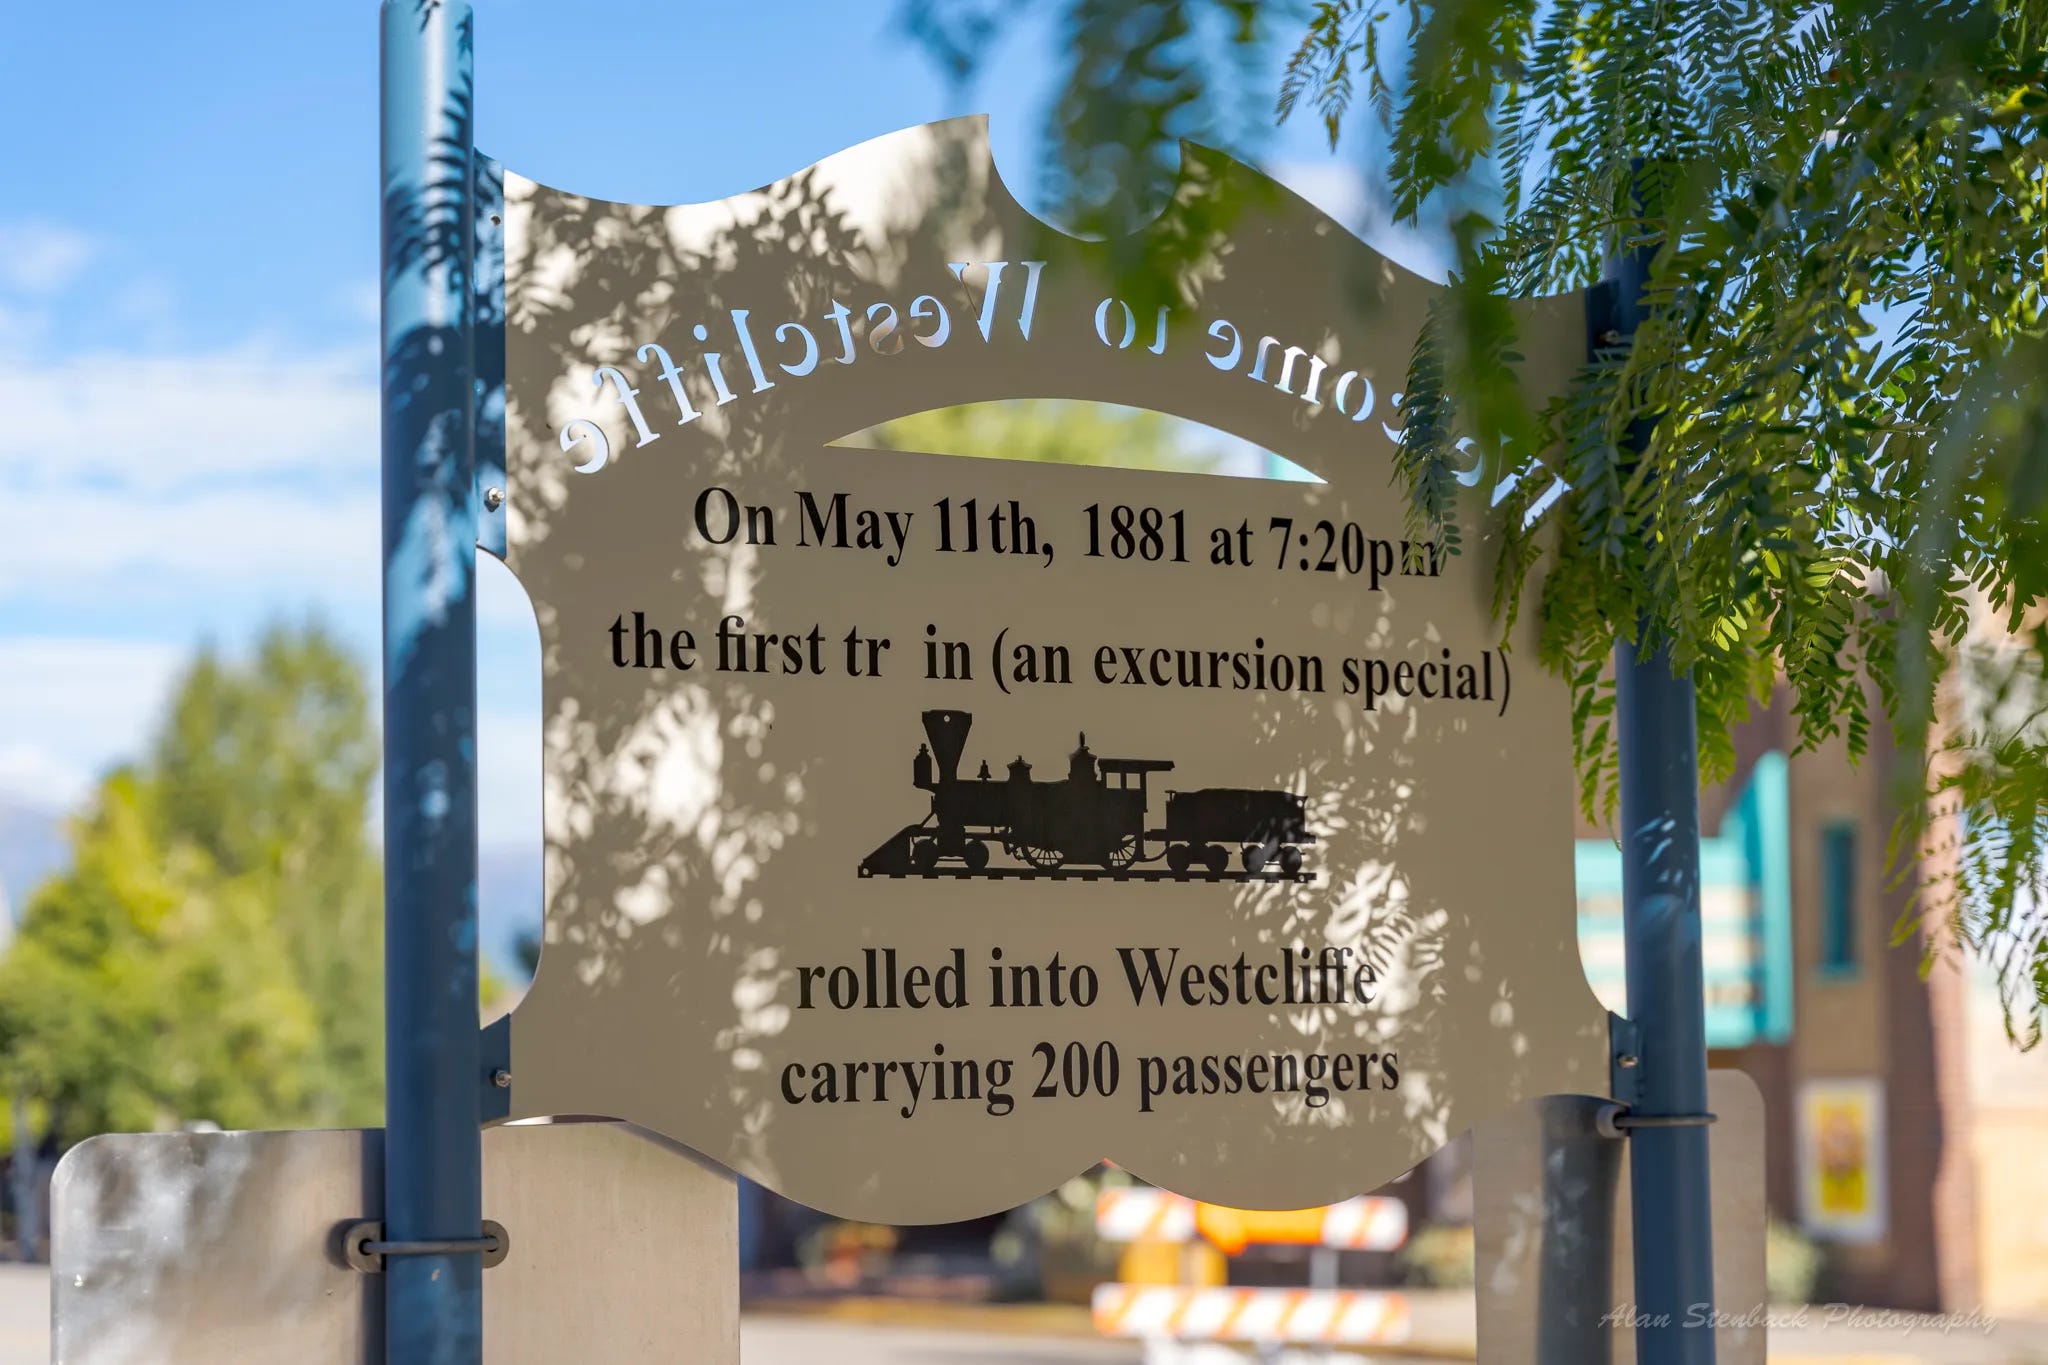 Welcome to Westcliffe
On May 11th, 1881 at 7:20pm
the first tr in (an excursion special)
rolled into Westcliffe
carrying 200 passengers
Alan Stenback Photography